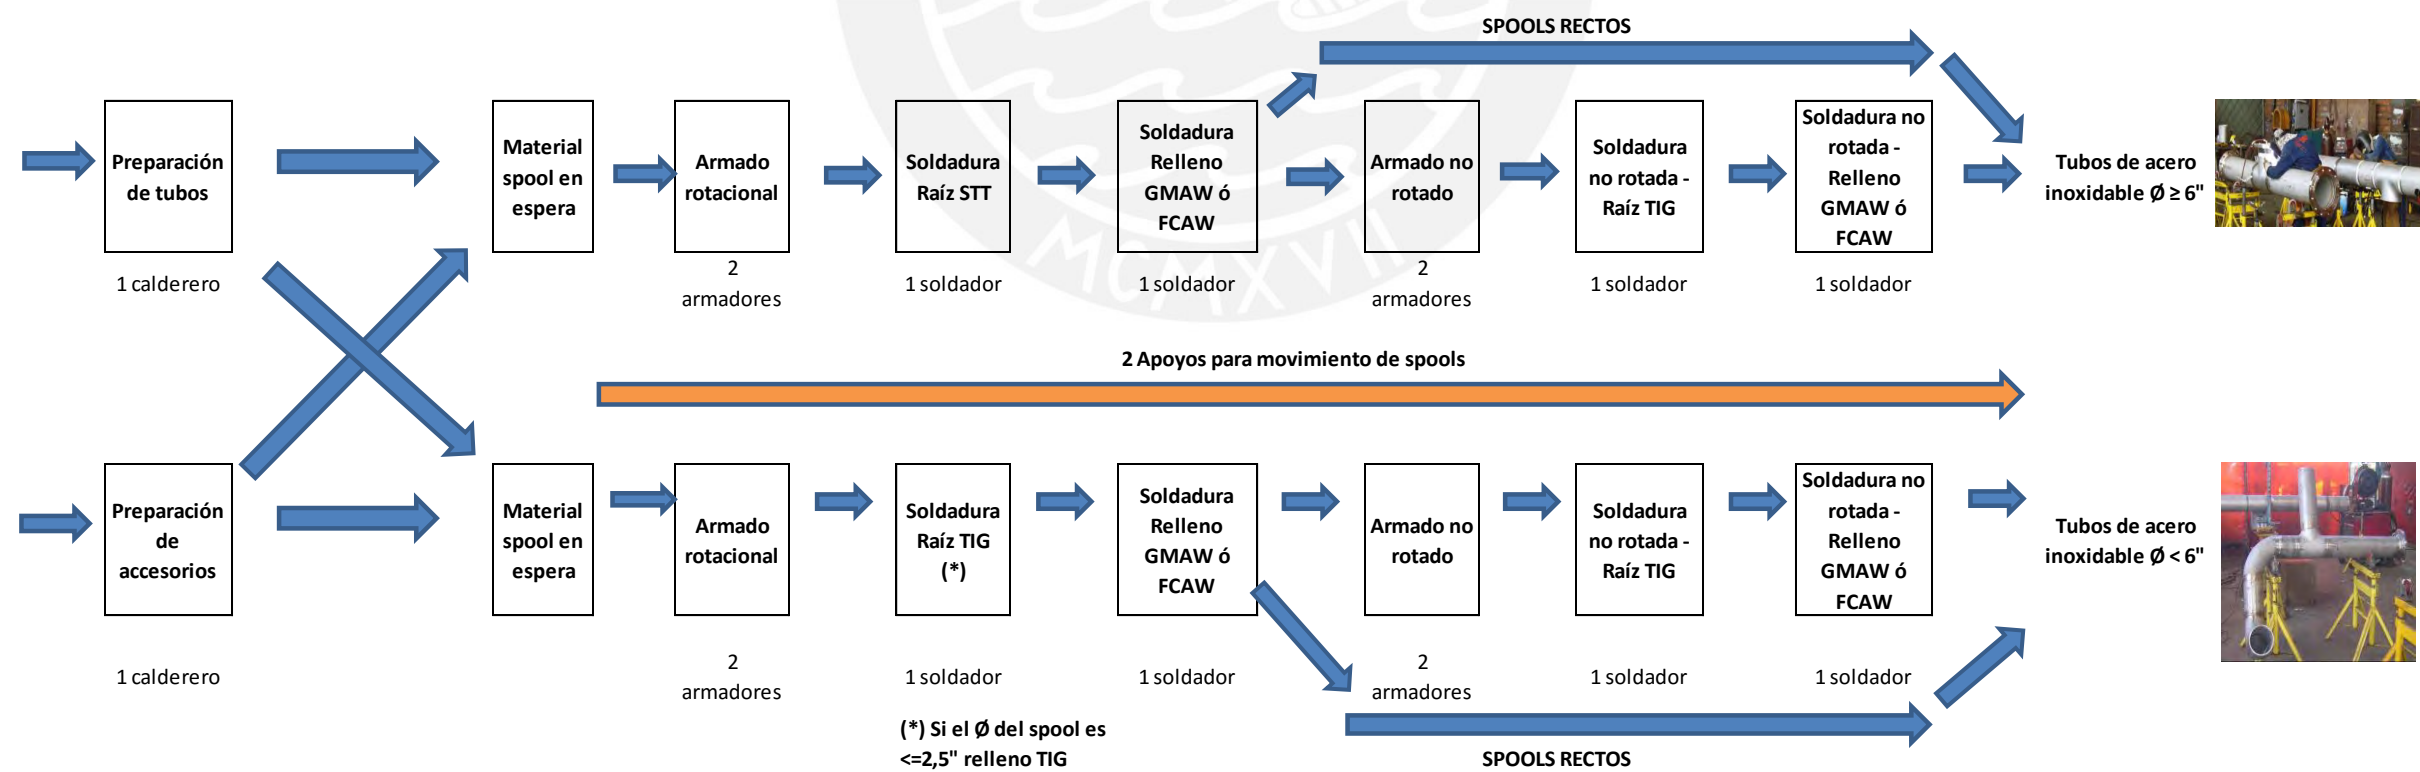 SPOOLS RECTOS
Preparación
de tubos
1 calderero
Material
spool en
espera
Armado
rotacional
2
armadores
Soldadura
Raíz STT
1 soldador
Soldadura
Relleno
GMAW ó
FCAW
1 soldador
Armado no
rotado
2
armadores
Soldadura
no rotada -
Raíz TIG
1 soldador
Soldadura no
rotada -
Relleno
GMAW ó
FCAW
1 soldador
Tubos de acero
inoxidable Ø ≥ 6"
MCMXVII
2 Apoyos para movimiento de spools
Preparación
de
accesorios
1 calderero
Material
spool en
espera
Armado
rotacional
2
armadores
Soldadura
Raíz TIG
(*)
1 soldador
(*) Si el Ø del spool es
<=2,5" relleno TIG
Soldadura
Relleno
GMAW ó
FCAW
1 soldador
Armado no
rotado
2
armadores
Soldadura
no rotada -
Raíz TIG
1 soldador
Soldadura no
rotada -
Relleno
GMAW ó
FCAW
1 soldador
Tubos de acero
inoxidable Ø < 6"
SPOOLS RECTOS